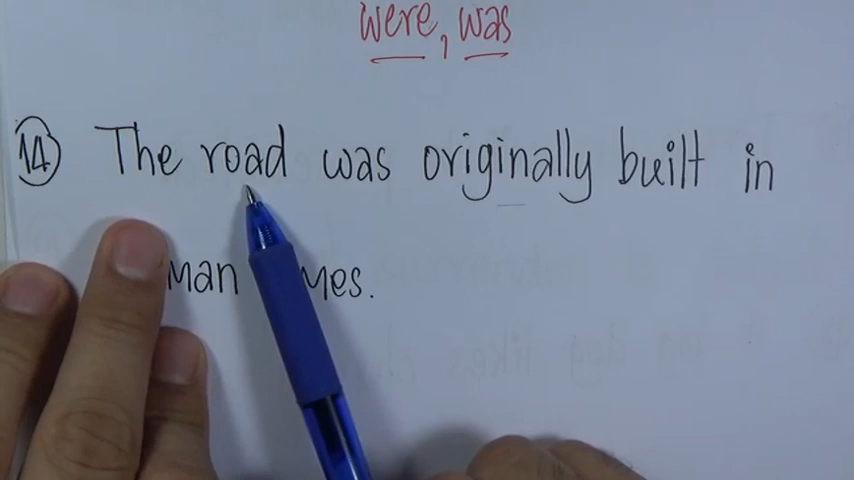 were, was
14 The road was originally built in